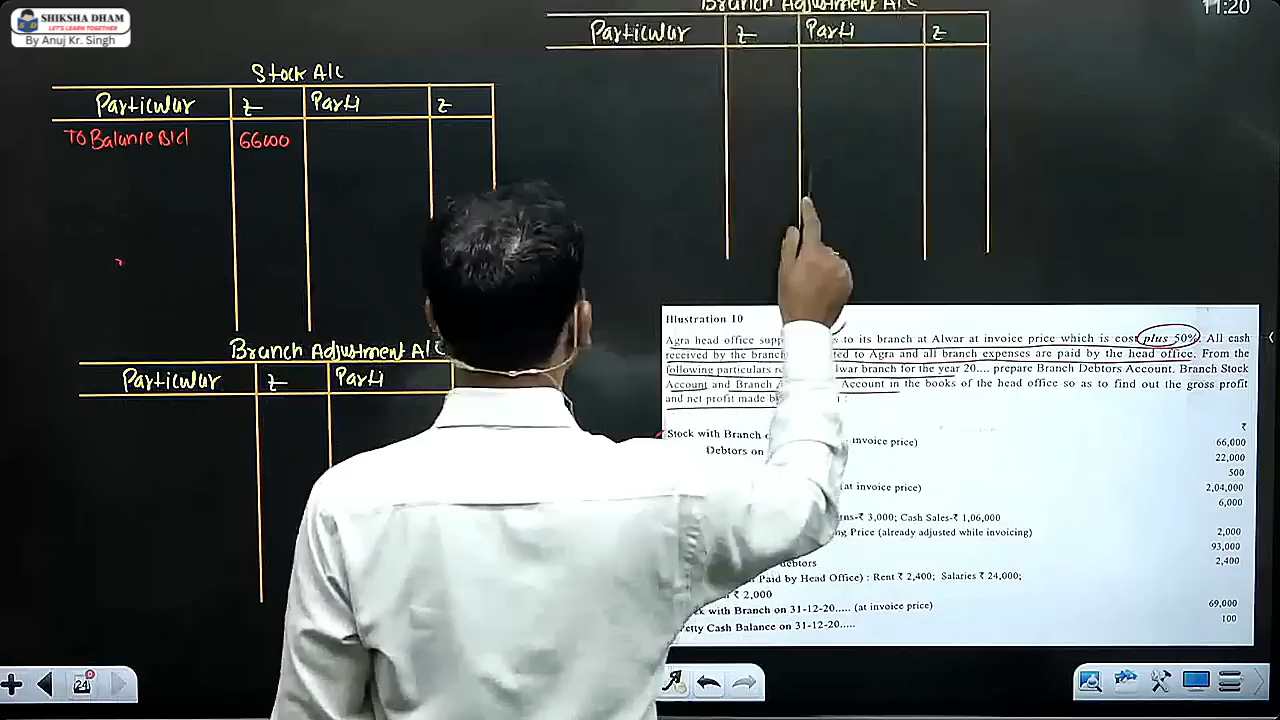 SHIKSHA DHAM
LET'S LEARN TOGETHER
By Anuj Kr. Singh
11:20
Branch Adjustment A/C
Particular ₹ Parti ₹
Stock A/C
Particular ₹ Parti ₹
To Balance B/d 66000
Branch Adjustment A/C
Particular ₹ Parti
Illustration 10
Agra head office supp to its branch at Alwar at invoice price which is cost plus 50%. All cash
received by the branch ted to Agra and all branch expenses are paid by the head office. From the
following particulars re lwar branch for the year 20.... prepare Branch Debtors Account. Branch Stock
Account and Branch A Account in the books of the head office so as to find out the gross profit
and net profit made b :
₹
Stock with Branch o invoice price) 66,000
Debtors on 22,000
500
(at invoice price) 2,04,000
6,000
rns-₹ 3,000; Cash Sales-₹ 1,06,000
ng Price (already adjusted while invoicing) 2,000
93,000
debtors 2,400
Paid by Head Office) : Rent ₹ 2,400; Salaries ₹ 24,000;
₹ 2,000
ck with Branch on 31-12-20..... (at invoice price) 69,000
etty Cash Balance on 31-12-20..... 100
21